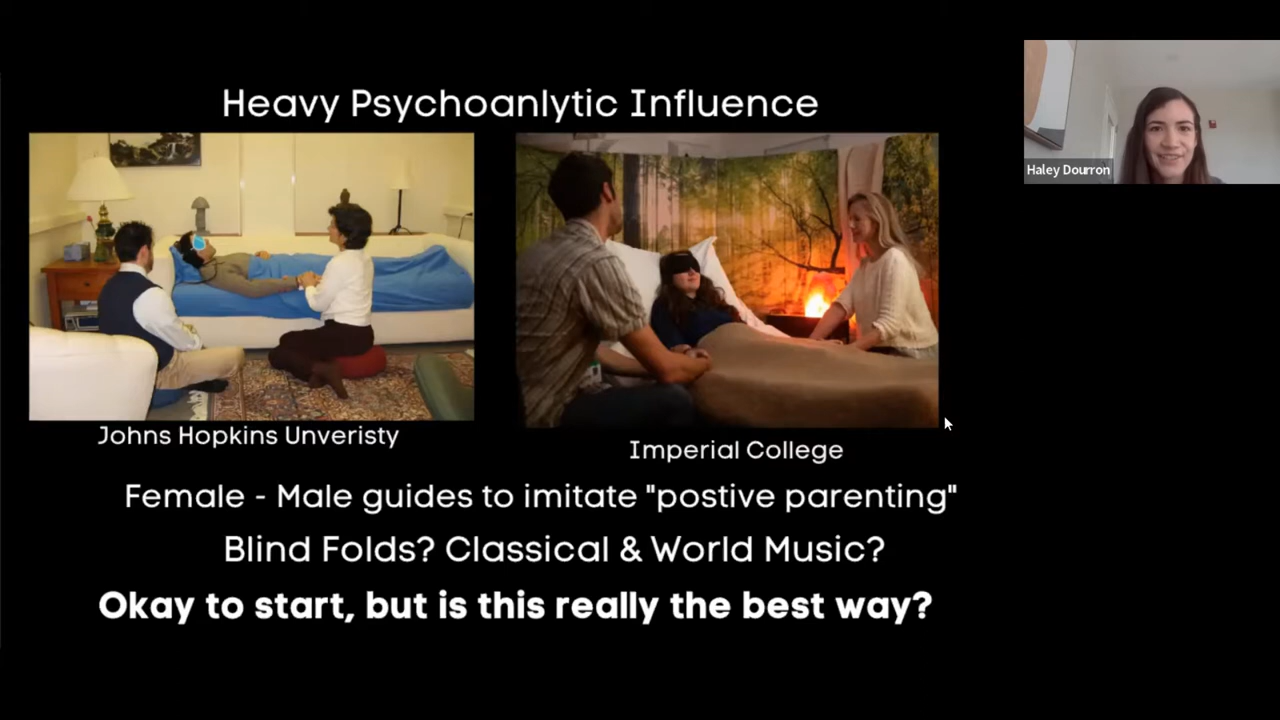 Heavy Psychoanlytic Influence
Haley Dourron
Johns Hopkins Unveristy
Imperial College
Female - Male guides to imitate "postive parenting"
Blind Folds? Classical & World Music?
Okay to start, but is this really the best way?